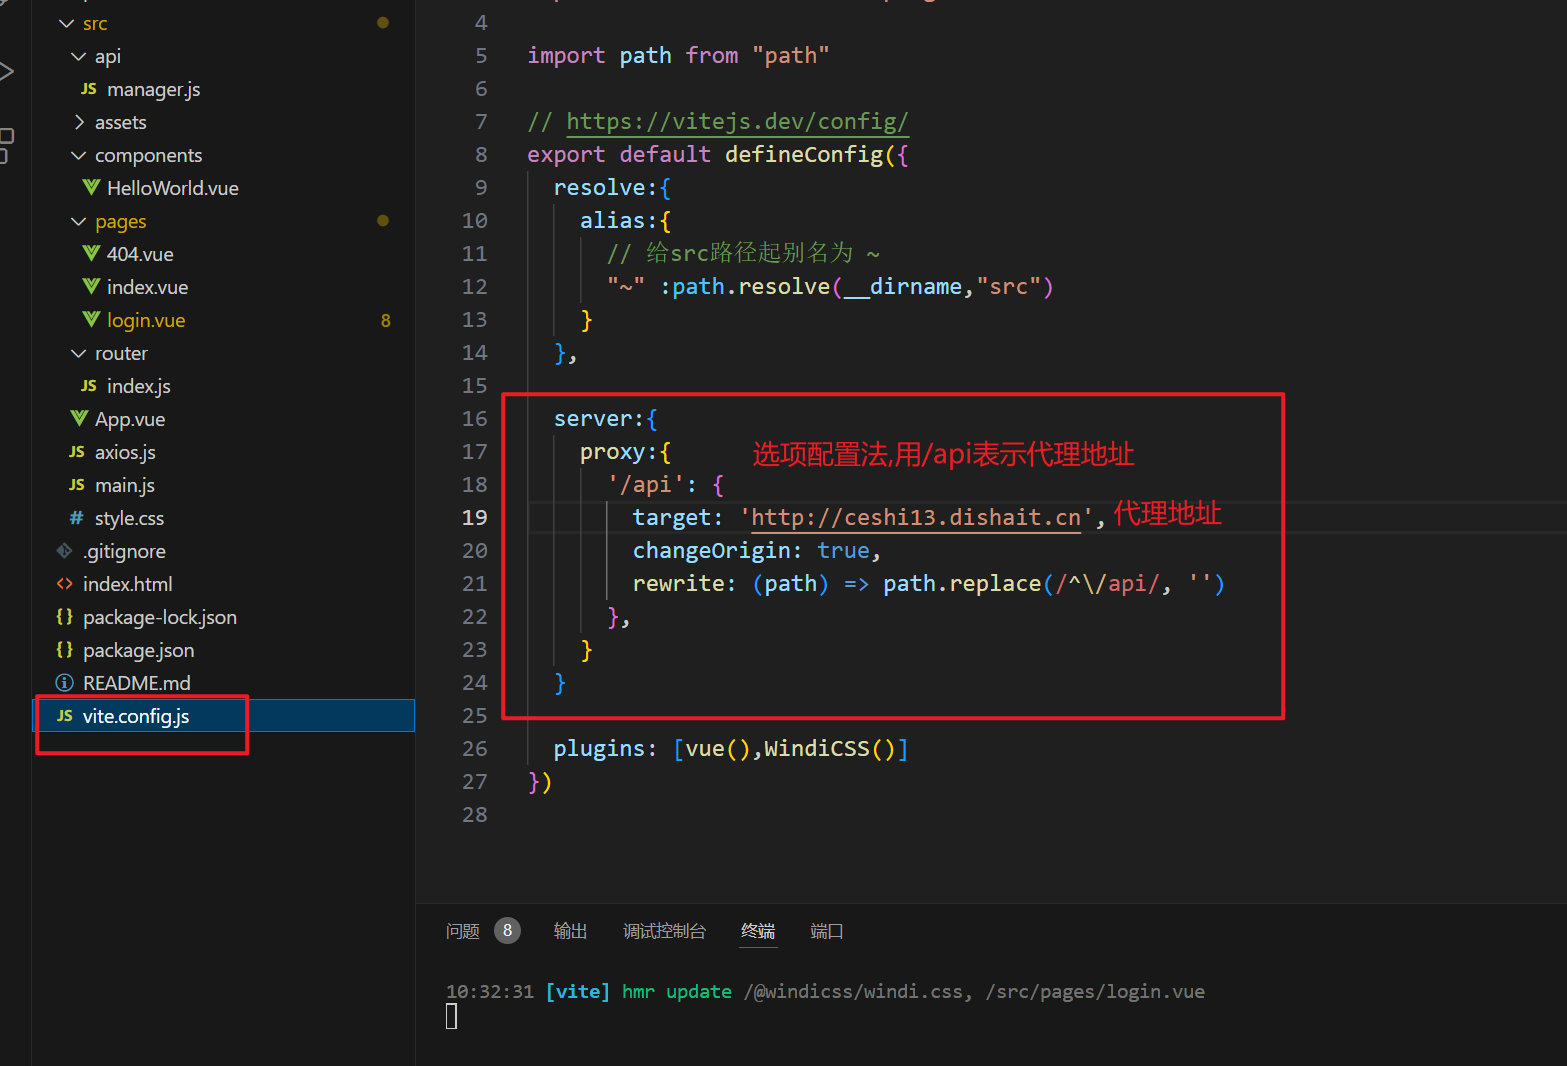 src
api
JS manager.js
assets
components
HelloWorld.vue
pages
404.vue
index.vue
login.vue 8
router
JS index.js
App.vue
JS axios.js
JS main.js
# style.css
.gitignore
<> index.html
{} package-lock.json
{} package.json
README.md
JS vite.config.js
4
5 import path from "path"
6
7 // https://vitejs.dev/config/
8 export default defineConfig({
9 resolve:{
10 alias:{
11 // 给src路径起别名为 ~
12 "~" :path.resolve(__dirname,"src")
13 }
14 },
15
16 server:{
17 proxy:{ 选项配置法,用/api表示代理地址
18 '/api': {
19 target: 'http://ceshi13.dishait.cn', 代理地址
20 changeOrigin: true,
21 rewrite: (path) => path.replace(/^\/api/, '')
22 },
23 }
24 }
25
26 plugins: [vue(),WindiCSS()]
27 })
28
问题 8 输出 调试控制台 终端 端口
10:32:31 [vite] hmr update /@windicss/windi.css, /src/pages/login.vue